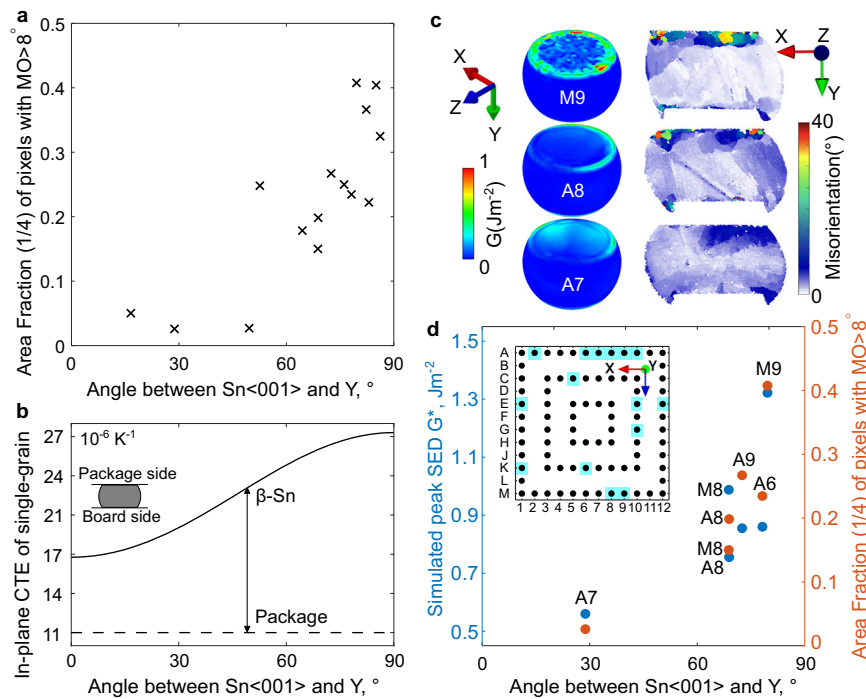 a
Area Fraction (1/4) of pixels with MO>8°
0.5
0.4
0.3
0.2
0.1
0
0
30
60
90
Angle between Sn<001> and Y, °
b
In-plane CTE of single-grain
10⁻⁶ K⁻¹
27
24
21
17
14
11
Package side
Board side
β-Sn
Package
0
30
60
90
Angle between Sn<001> and Y, °
c
X
Z
Y
M9
A8
A7
1
G(Jm⁻²)
0
X
Z
Y
40
Misorientation(°)
0
d
Simulated peak SED G*, Jm⁻²
1.5
1.3
1.1
0.9
0.7
0.5
A
B
C
D
E
F
G
H
J
K
L
M
1 2 3 4 5 6 7 8 9 101112
X
Y
M9
A9
M8
A6
A8
M8
A8
A7
0.5
0.4
0.3
0.2
0.1
0
Area Fraction (1/4) of pixels with MO>8°
0
30
60
90
Angle between Sn<001> and Y, °